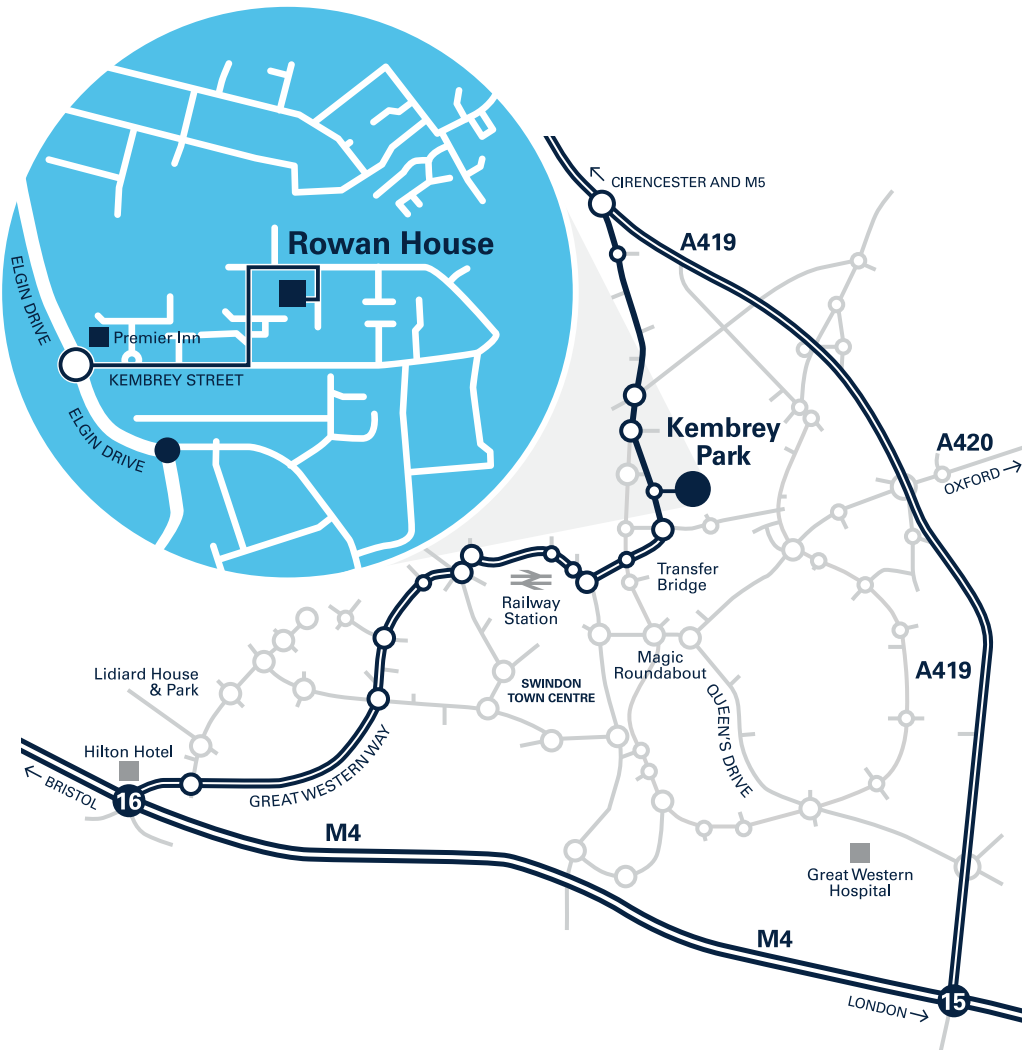 CIRENCESTER AND M5
A419
Rowan House
ELGIN DRIVE
Premier Inn
KEMBREY STREET
ELGIN DRIVE
Kembrey
Park
A420
OXFORD
Transfer
Bridge
Railway
Station
Magic
Roundabout
Lidiard House
& Park
SWINDON
TOWN CENTRE
A419
QUEEN'S DRIVE
Hilton Hotel
BRISTOL
16
GREAT WESTERN WAY
M4
Great Western
Hospital
M4
LONDON
15